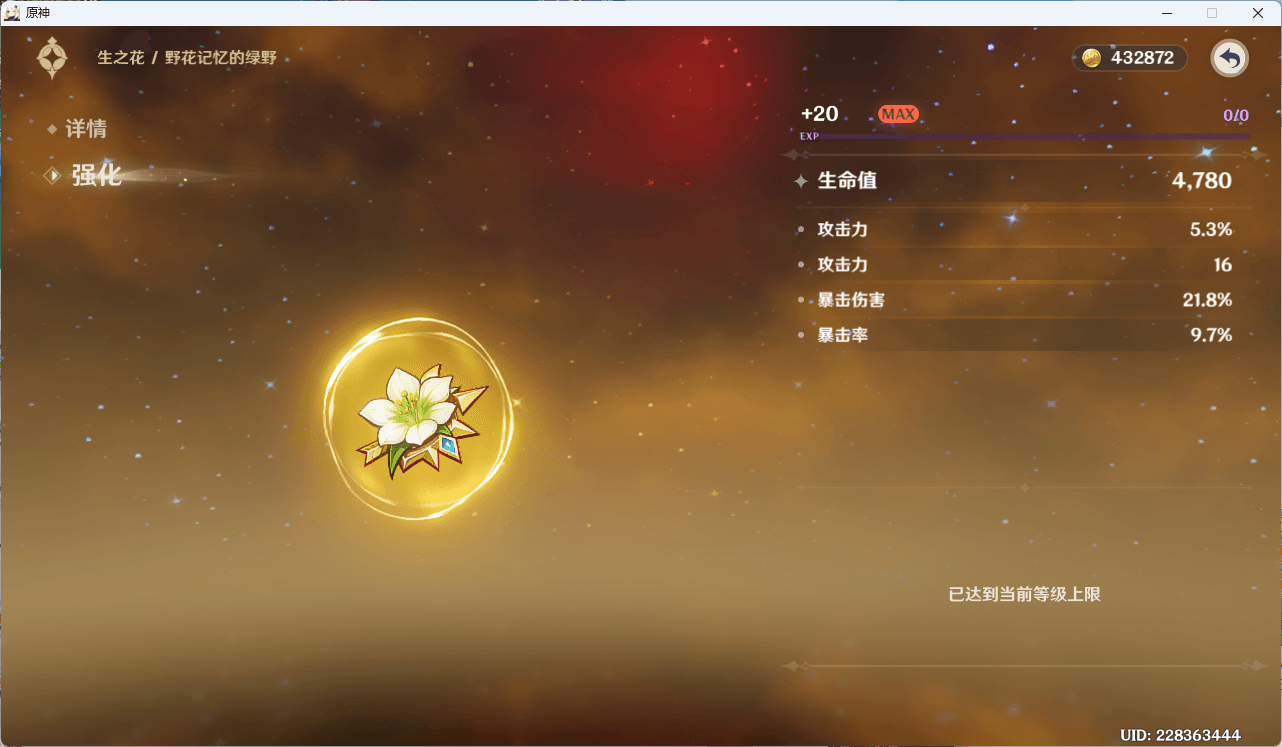 原神
生之花 / 野花记忆的绿野
432872
详情
强化
+20 MAX 0/0
EXP
生命值 4,780
攻击力 5.3%
攻击力 16
暴击伤害 21.8%
暴击率 9.7%
已达到当前等级上限
UID: 228363444